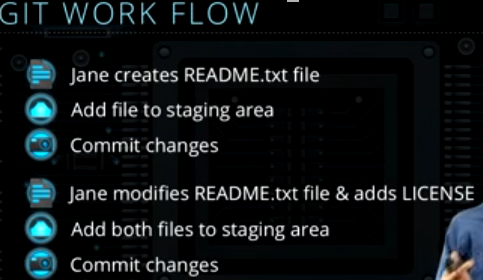 GIT WORK FLOW
Jane creates README.txt file
Add file to staging area
Commit changes
Jane modifies README.txt file & adds LICENSE
Add both files to staging area
Commit changes